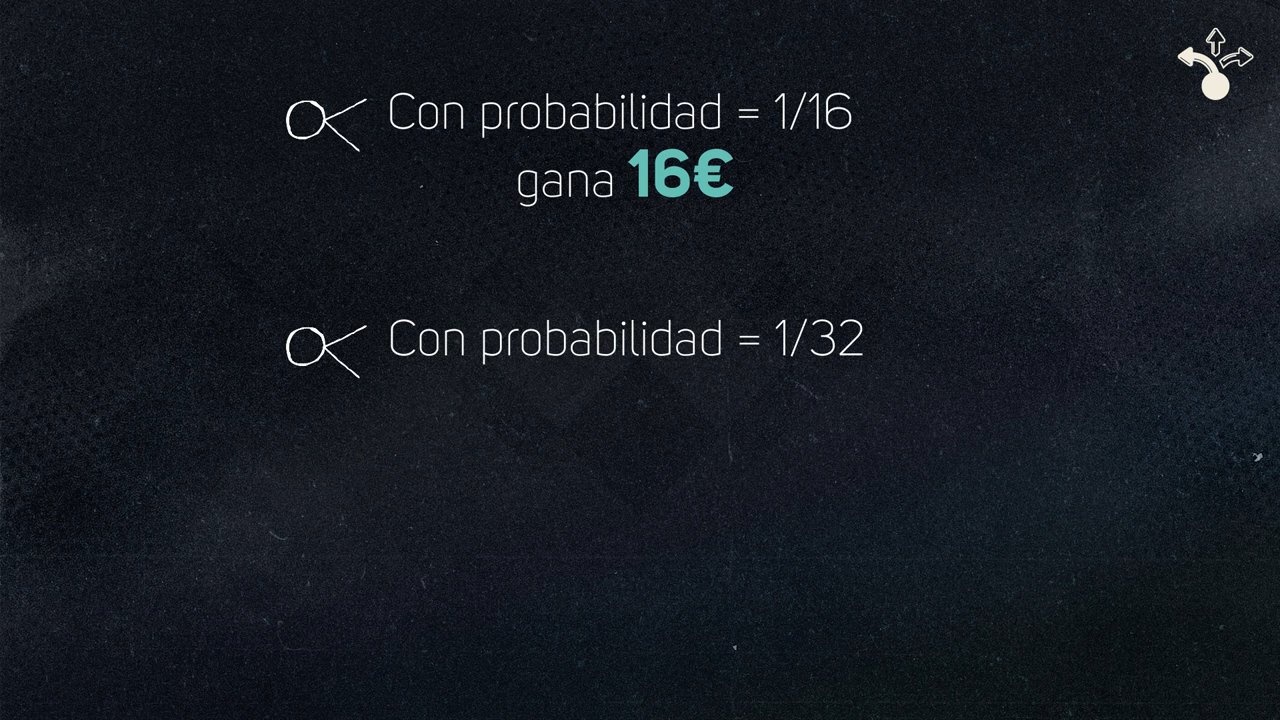 Con probabilidad = 1/16
gana 16€
Con probabilidad = 1/32